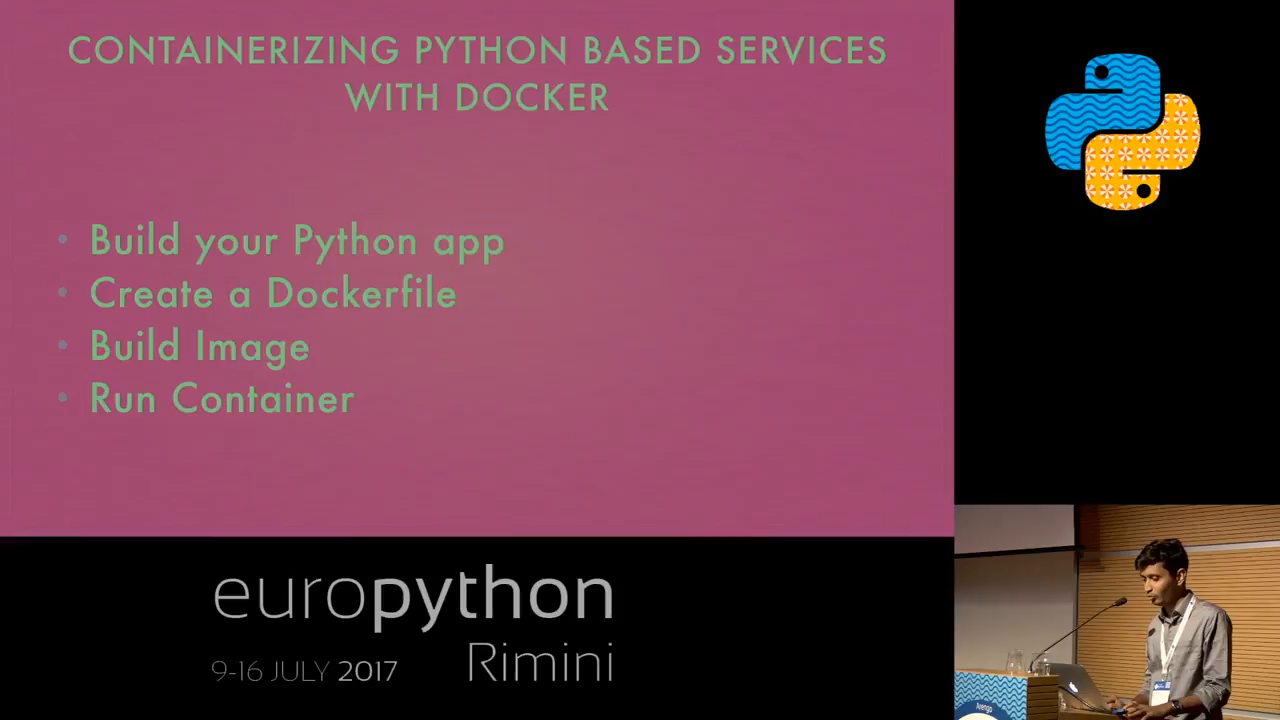 CONTAINERIZING PYTHON BASED SERVICES
WITH DOCKER
• Build your Python app
• Create a Dockerfile
• Build Image
• Run Container
europython
9-16 JULY 2017 Rimini
Arengo